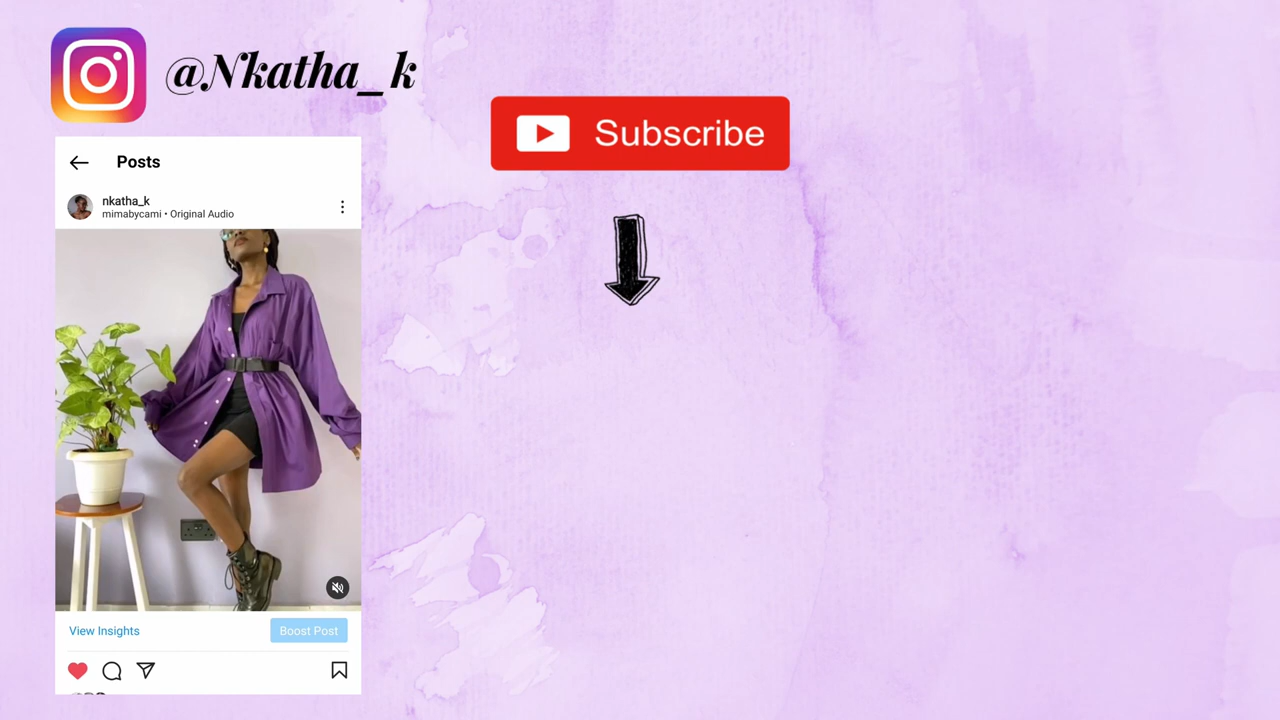 @Nkatha_k
Subscribe
Posts
nkatha_k
mimabycami • Original Audio
View Insights
Boost Post